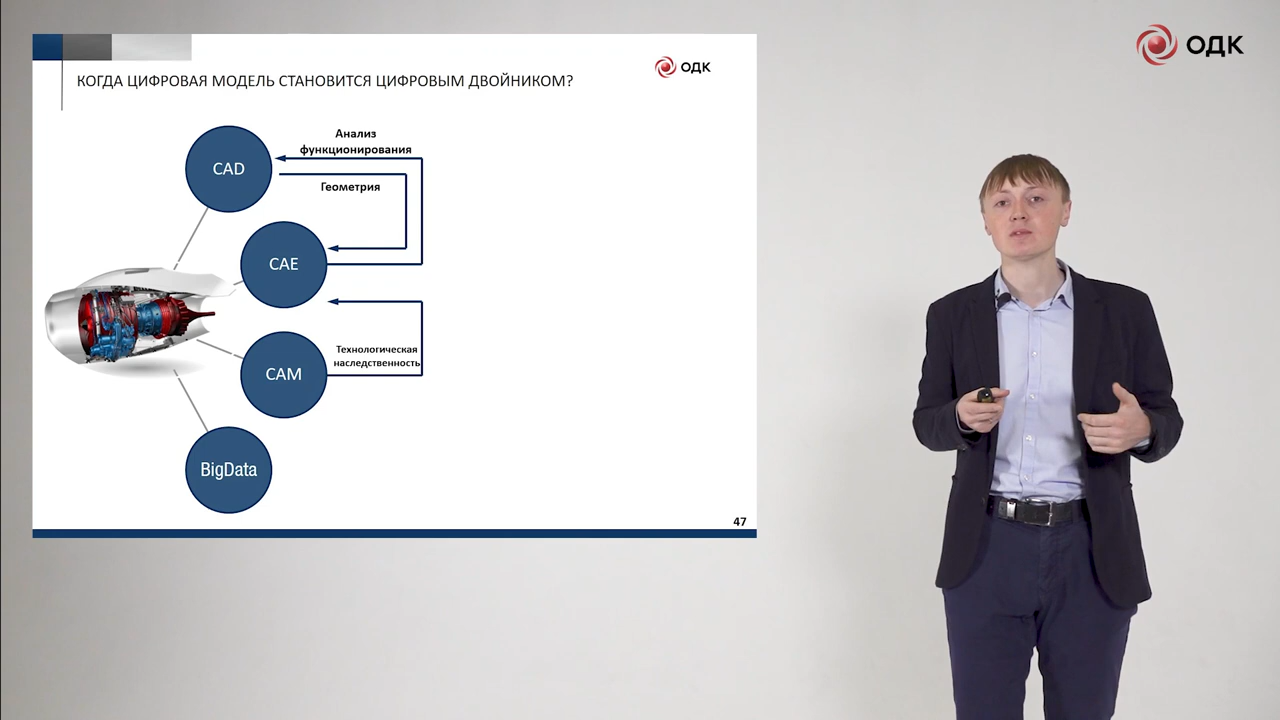 ОДК
ОДК
КОГДА ЦИФРОВАЯ МОДЕЛЬ СТАНОВИТСЯ ЦИФРОВЫМ ДВОЙНИКОМ?
CAD
Анализ
функционирования
Геометрия
CAE
CAM
Технологическая
наследственность
BigData
47